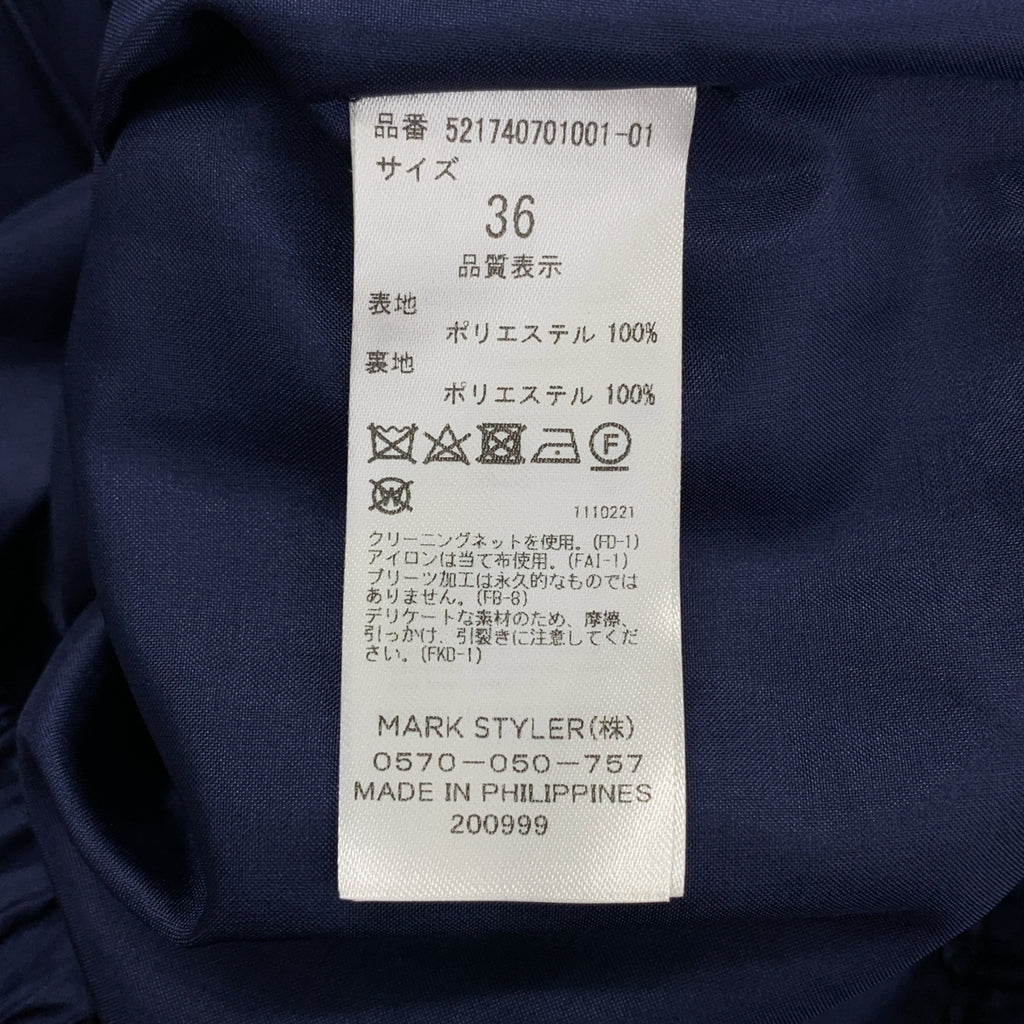 品番 521740701001-01
サイズ
36
品質表示
表地
ポリエステル 100%
裏地
ポリエステル 100%
F
W
1110221
クリーニングネットを使用。(FD-1)
アイロンは当て布使用。(FAI-1)
プリーツ加工は永久的なものでは
ありません。(FB-8)
デリケートな素材のため、摩擦、
引っかけ、引裂きに注意してくだ
さい。(FKD-1)
MARK STYLER(株)
0570-050-757
MADE IN PHILIPPINES
200999